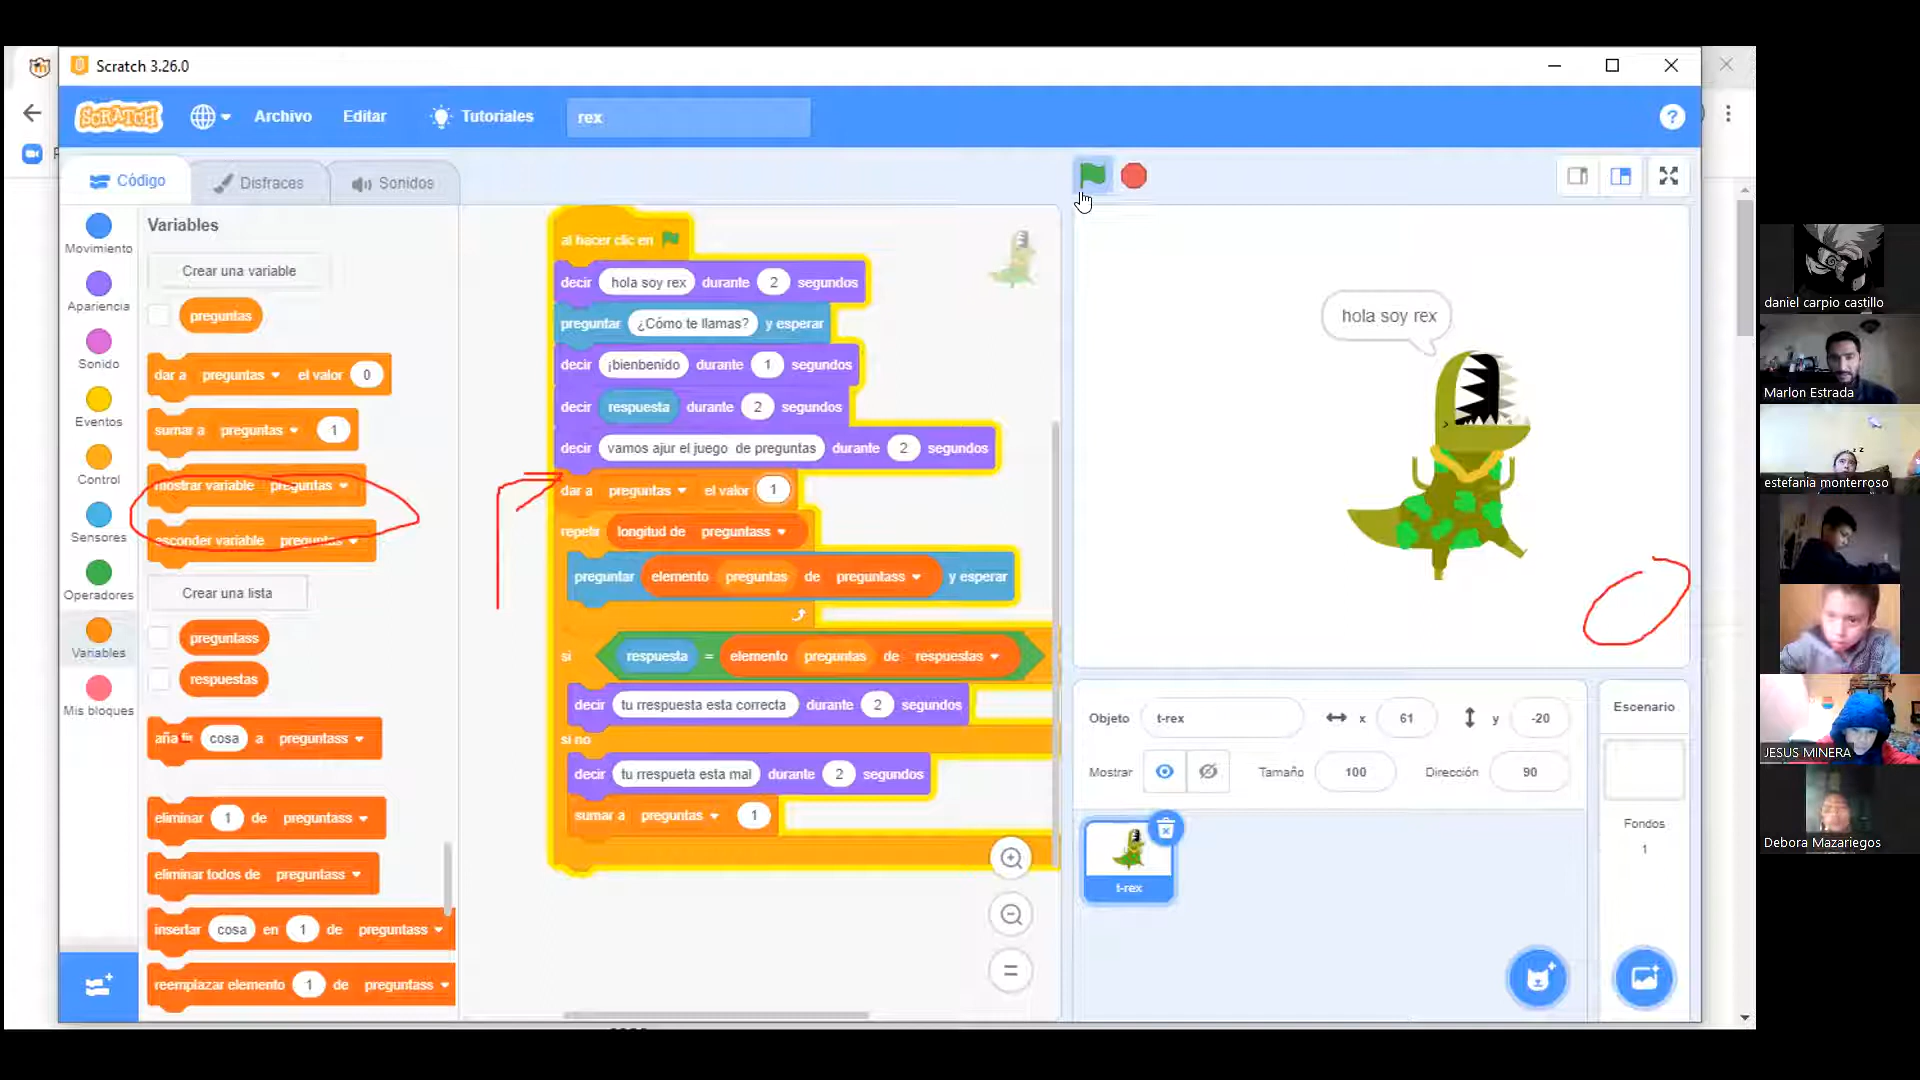 Scratch 3.26.0
SCRATCH
Archivo
Editar
Tutoriales
rex
?
Código
Disfraces
Sonidos
Movimiento
Apariencia
Sonido
Eventos
Control
Sensores
Operadores
Variables
Mis bloques
Variables
Crear una variable
preguntas
dar a preguntas el valor 0
sumar a preguntas 1
mostrar variable preguntas
esconder variable preguntas
Crear una lista
preguntass
respuestas
cosa a preguntass
eliminar 1 de preguntass
eliminar todos de preguntass
insertar cosa en 1 de preguntass
reemplazar elemento 1 de preguntass
al hacer clic en
decir hola soy rex durante 2 segundos
preguntar ¿Cómo te llamas? y esperar
decir ¡bienbenido durante 1 segundos
decir respuesta durante 2 segundos
decir vamos ajur el juego de preguntas durante 2 segundos
dar a preguntas el valor 1
repetir longitud de preguntass
preguntar elemento preguntas de preguntass y esperar
si respuesta = elemento preguntas de respuestas
decir tu rrespuesta esta correcta durante 2 segundos
si no
decir tu rrespueta esta mal durante 2 segundos
sumar a preguntas 1
hola soy rex
Objeto t-rex x 61 y -20
Mostrar Tamaño 100 Dirección 90
t-rex
Escenario
Fondos
1
daniel carpio castillo
Marlon Estrada
estefania monterroso
JESUS MINERA
Debora Mazariegos